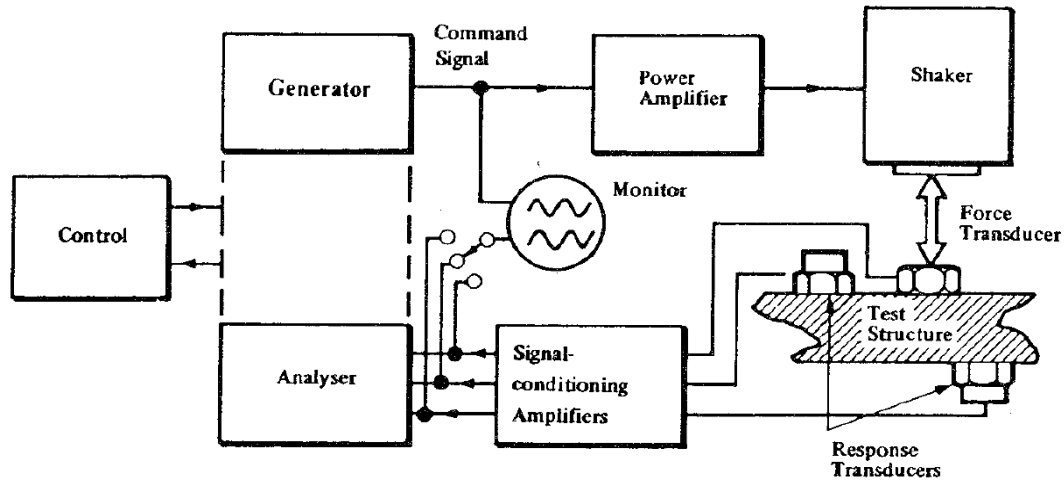 Command
Signal
Generator
Power
Amplifier
Shaker
Control
Monitor
Force
Transducer
Test
Structure
Analyser
Signal-
conditioning
Amplifiers
Response
Transducers